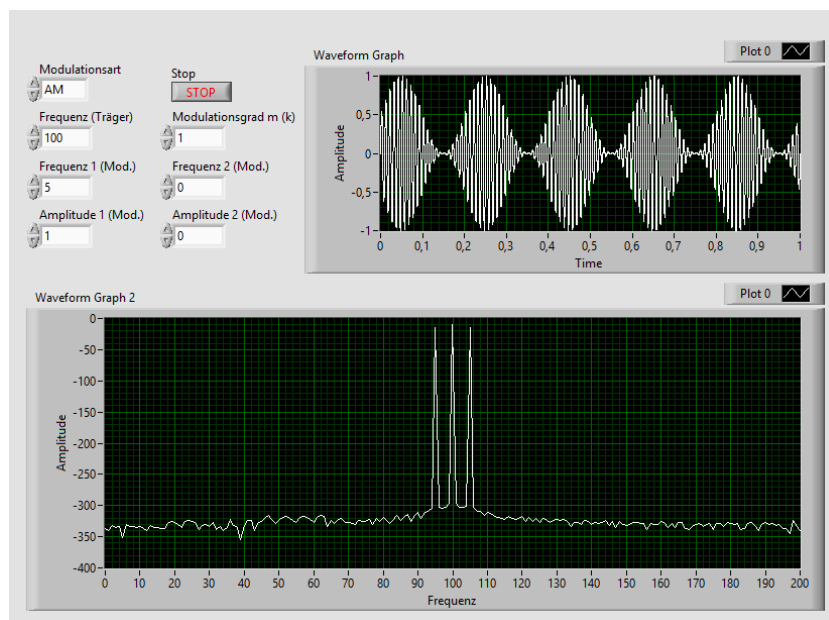 Modulationsart
AM
Stop
STOP
Frequenz (Träger)
100
Modulationsgrad m (k)
1
Frequenz 1 (Mod.)
5
Frequenz 2 (Mod.)
0
Amplitude 1 (Mod.)
1
Amplitude 2 (Mod.)
0
Waveform Graph
Plot 0
Amplitude
1
0,5
0
-0,5
-1
0 0,1 0,2 0,3 0,4 0,5 0,6 0,7 0,8 0,9 1
Time
Waveform Graph 2
Plot 0
Amplitude
0
-50
-100
-150
-200
-250
-300
-350
-400
0 10 20 30 40 50 60 70 80 90 100 110 120 130 140 150 160 170 180 190 200
Frequenz